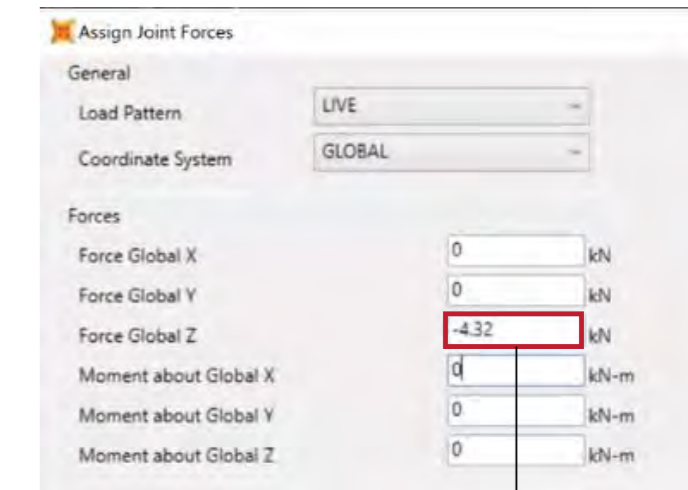 Assign Joint Forces
General
Load Pattern LIVE
Coordinate System GLOBAL
Forces
Force Global X 0 kN
Force Global Y 0 kN
Force Global Z -4.32 kN
Moment about Global X 0 kN-m
Moment about Global Y 0 kN-m
Moment about Global Z 0 kN-m